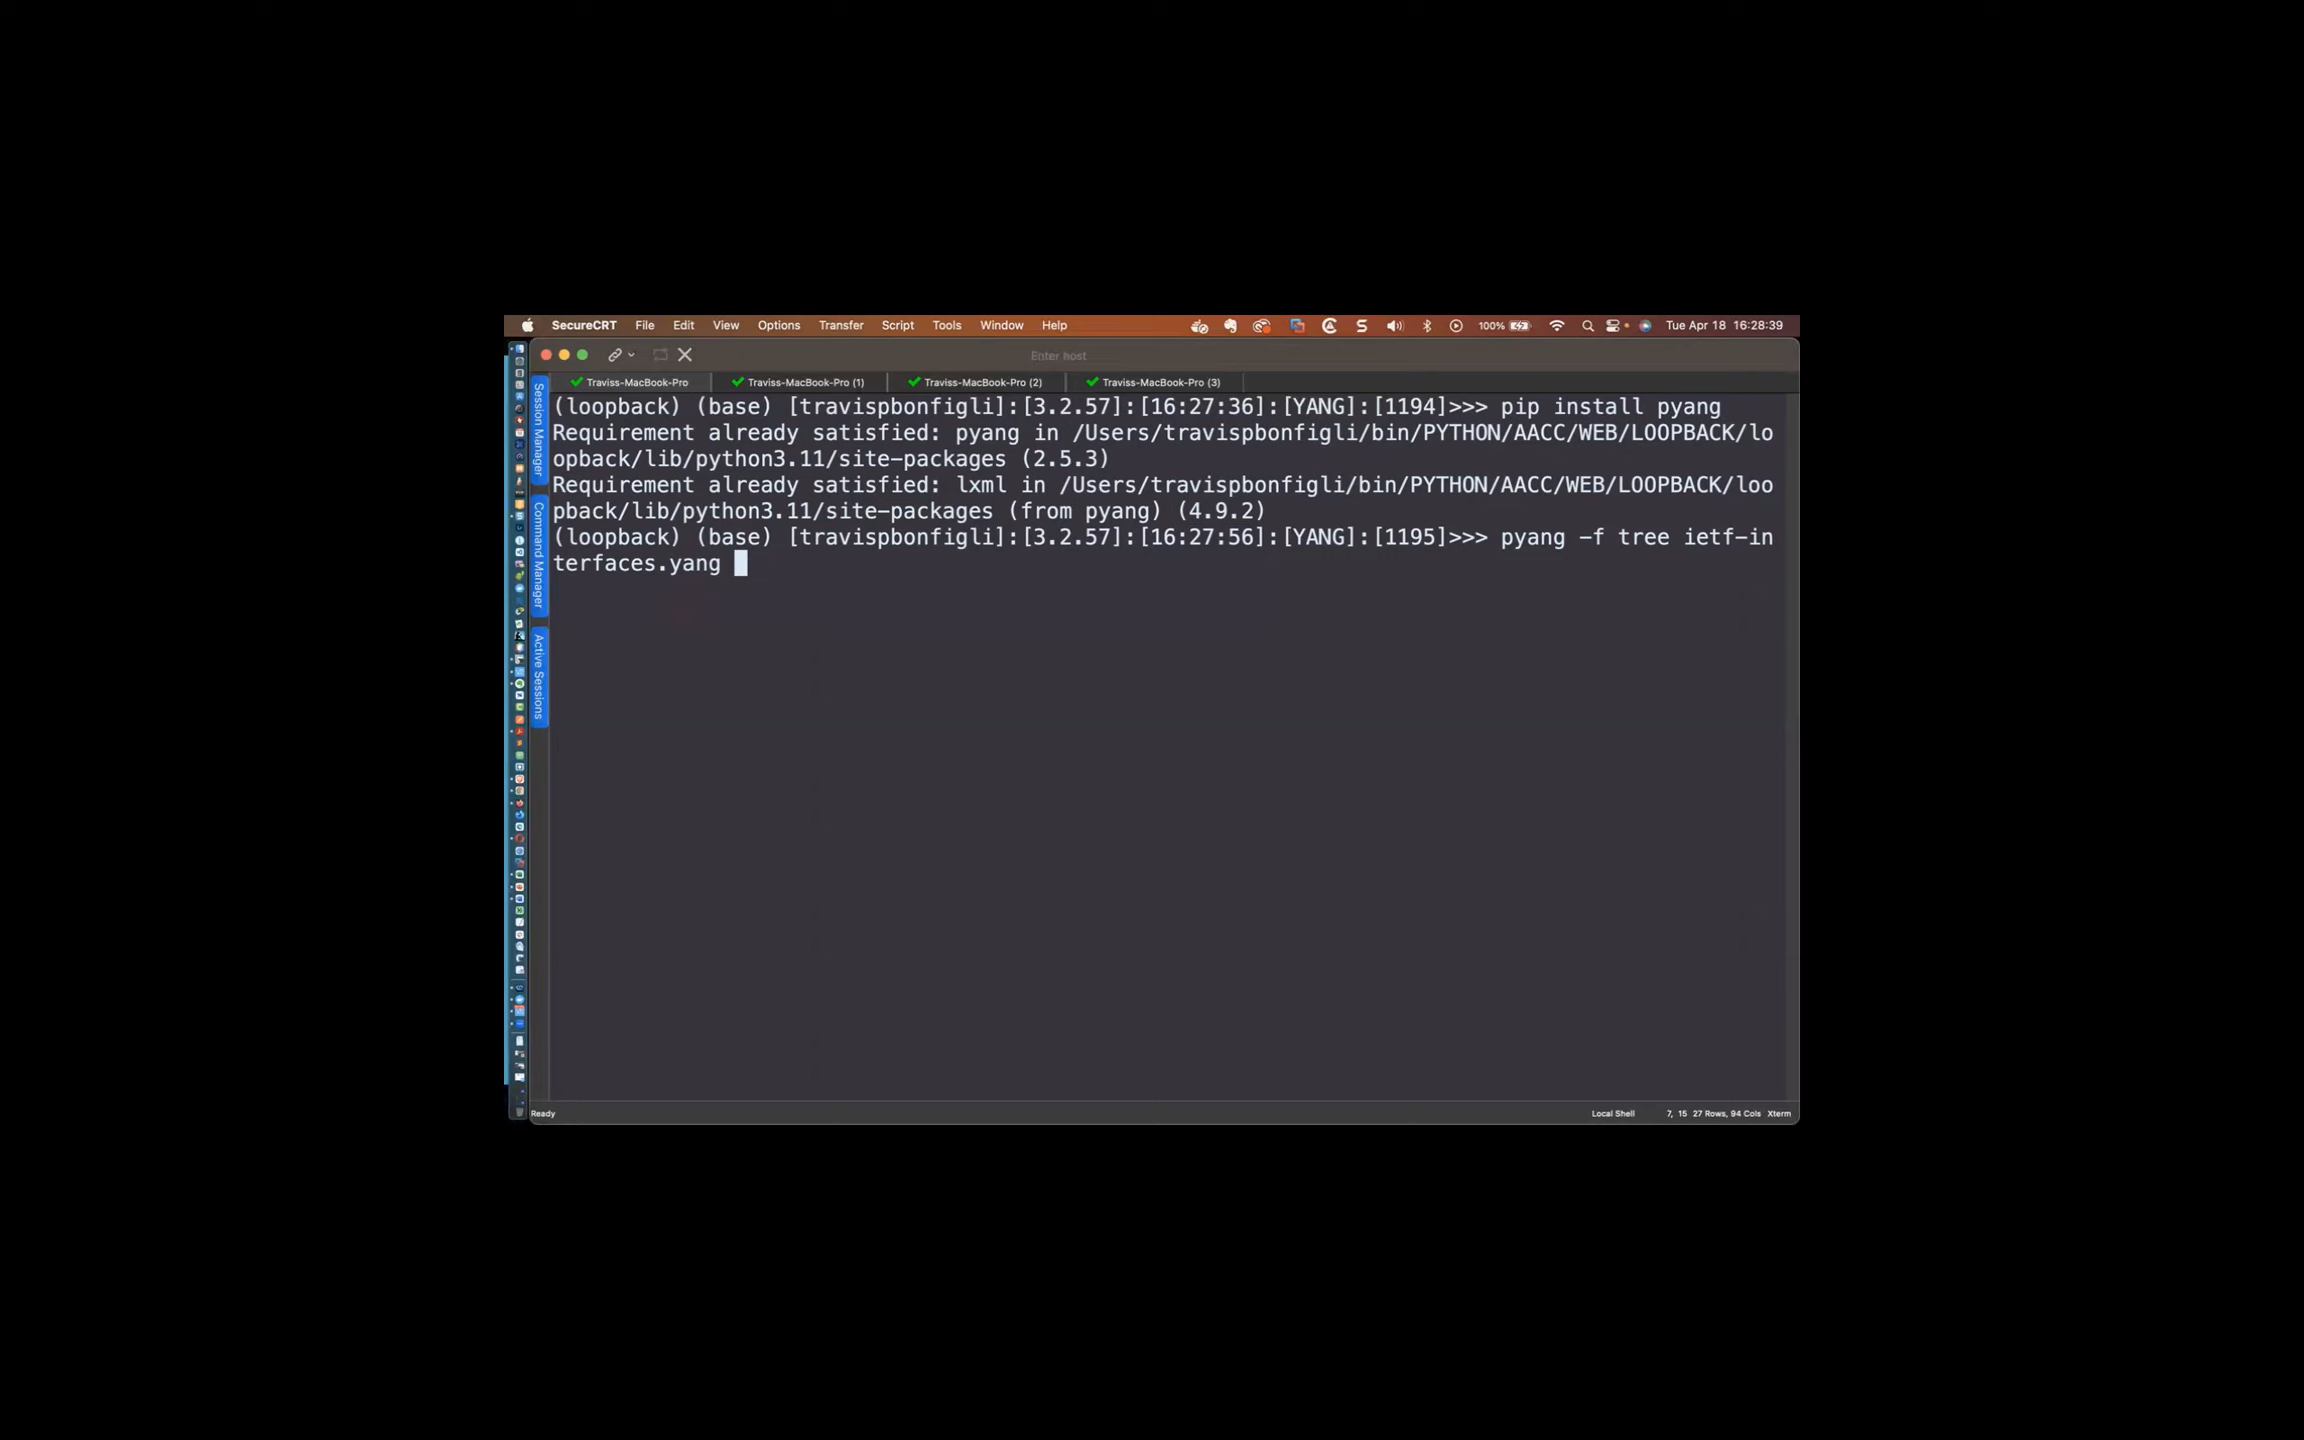 SecureCRT File Edit View Options Transfer Script Tools Window Help 100% Tue Apr 18 16:28:39
Enter host
Traviss-MacBook-Pro Traviss-MacBook-Pro (1) Traviss-MacBook-Pro (2) Traviss-MacBook-Pro (3)
Session Manager
Command Manager
Active Sessions
(loopback) (base) [travispbonfigli]:[3.2.57]:[16:27:36]:[YANG]:[1194]>>> pip install pyang
Requirement already satisfied: pyang in /Users/travispbonfigli/bin/PYTHON/AACC/WEB/LOOPBACK/lo
opback/lib/python3.11/site-packages (2.5.3)
Requirement already satisfied: lxml in /Users/travispbonfigli/bin/PYTHON/AACC/WEB/LOOPBACK/loo
pback/lib/python3.11/site-packages (from pyang) (4.9.2)
(loopback) (base) [travispbonfigli]:[3.2.57]:[16:27:56]:[YANG]:[1195]>>> pyang -f tree ietf-in
terfaces.yang
Ready Local Shell 7, 15 27 Rows, 94 Cols Xterm